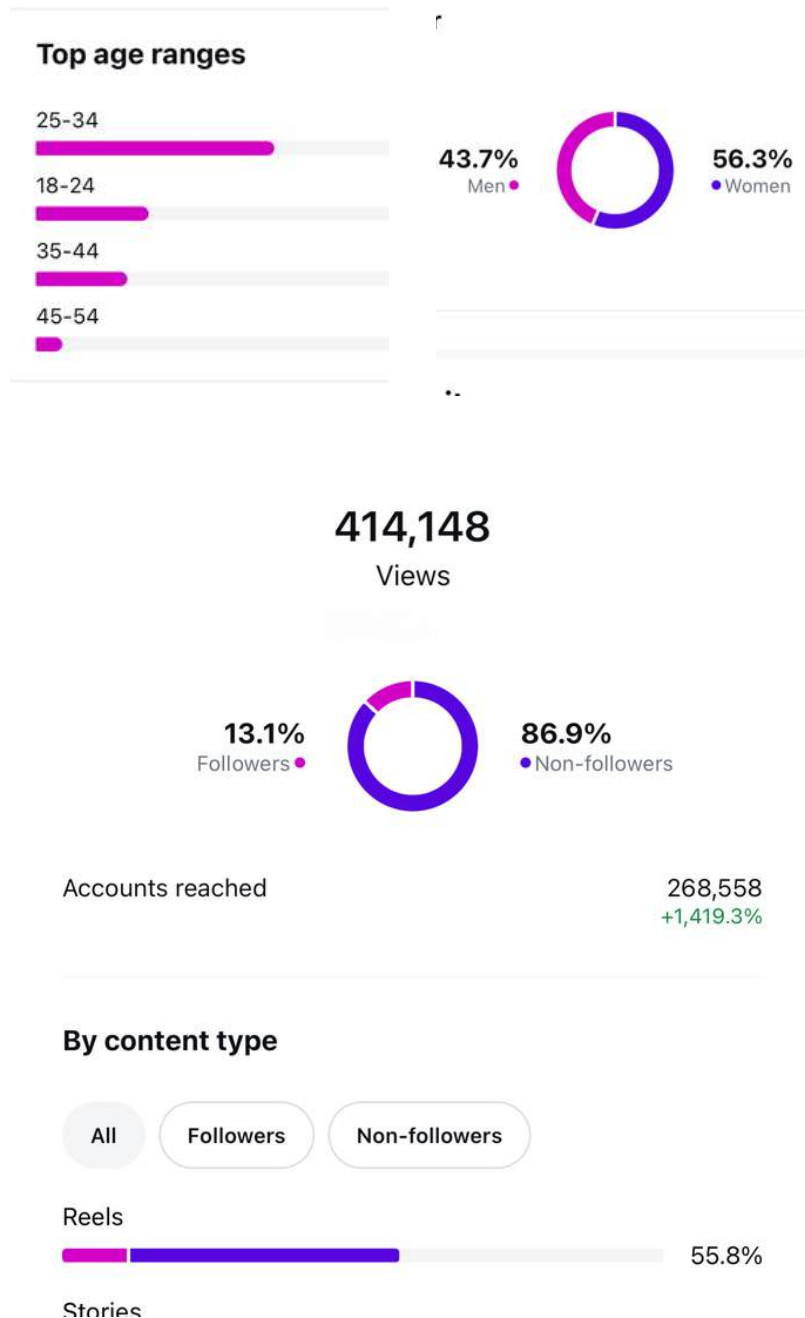 Top age ranges
25-34
18-24
35-44
45-54
43.7%
Men
56.3%
Women
414,148
Views
13.1%
Followers
86.9%
Non-followers
Accounts reached
268,558
+1,419.3%
By content type
All
Followers
Non-followers
Reels
55.8%
Stories